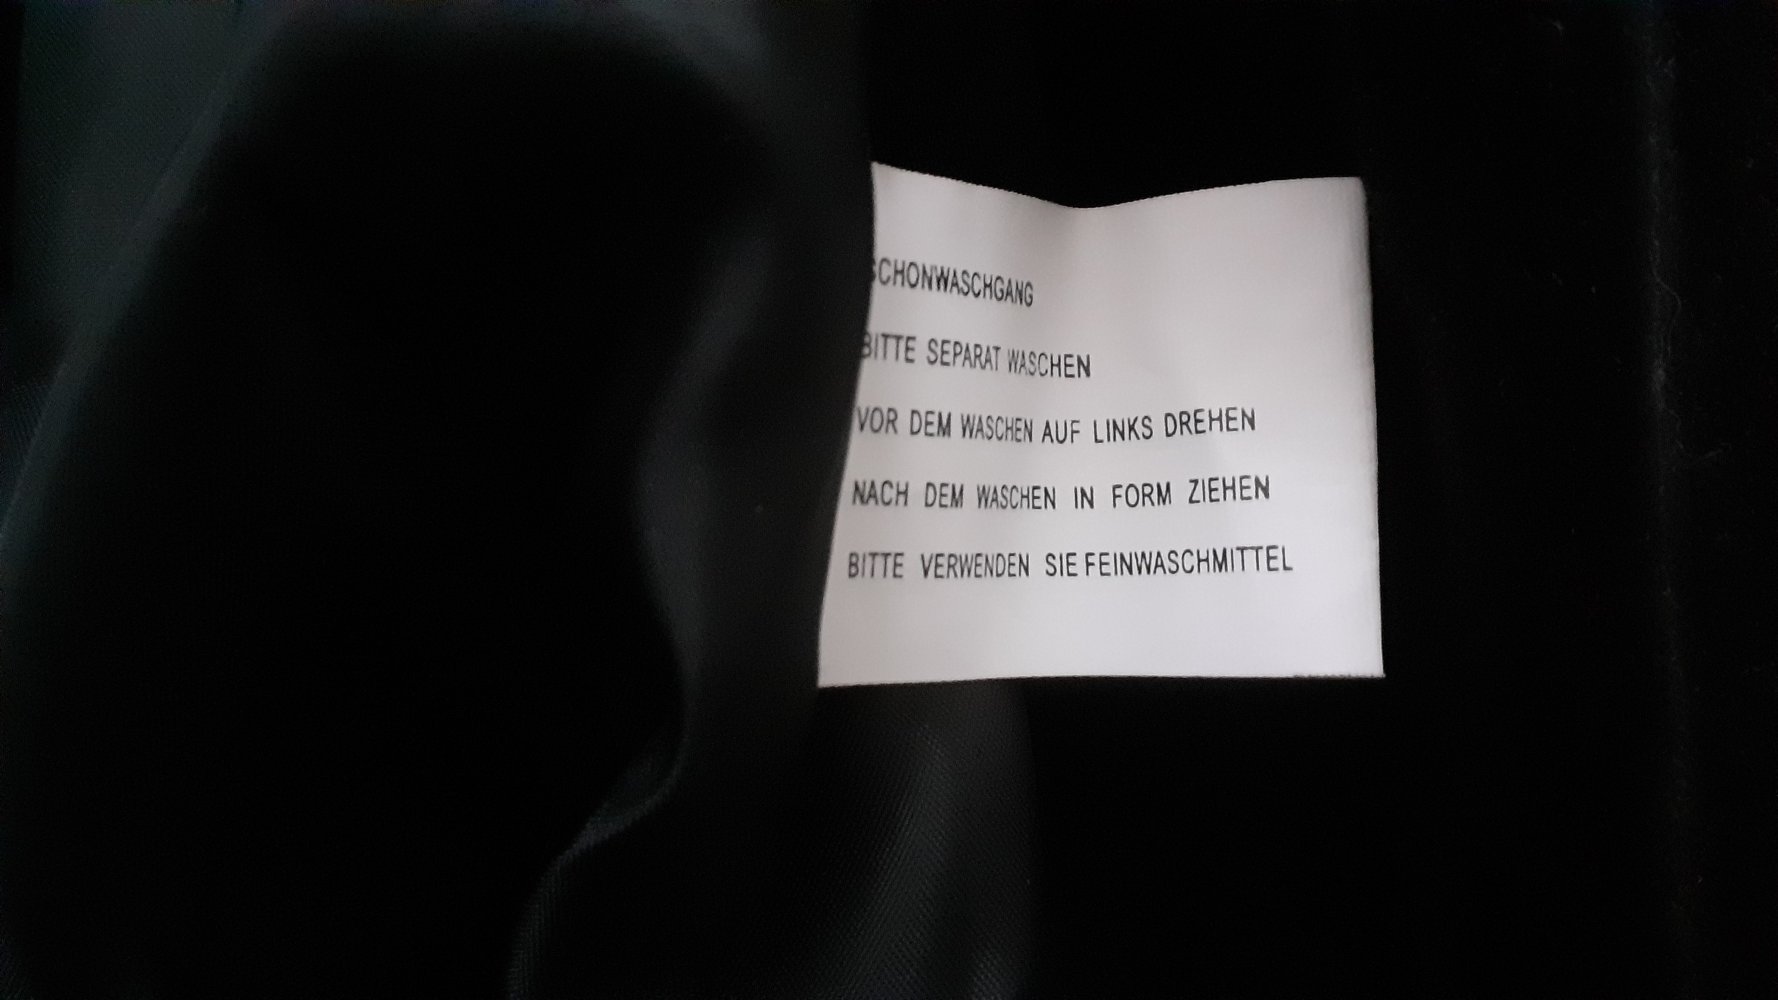 SCHONWASCHGANG
BITTE SEPARAT WASCHEN
VOR DEM WASCHEN AUF LINKS DREHEN
NACH DEM WASCHEN IN FORM ZIEHEN
BITTE VERWENDEN SIE FEINWASCHMITTEL